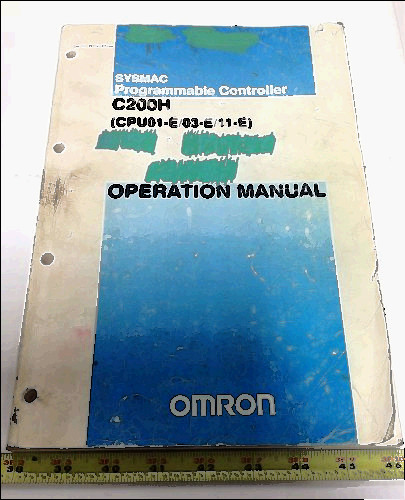 SYSMAC
Programmable Controller
C200H
(CPU01-E/03-E/11-E)
OPERATION MANUAL
OMRON